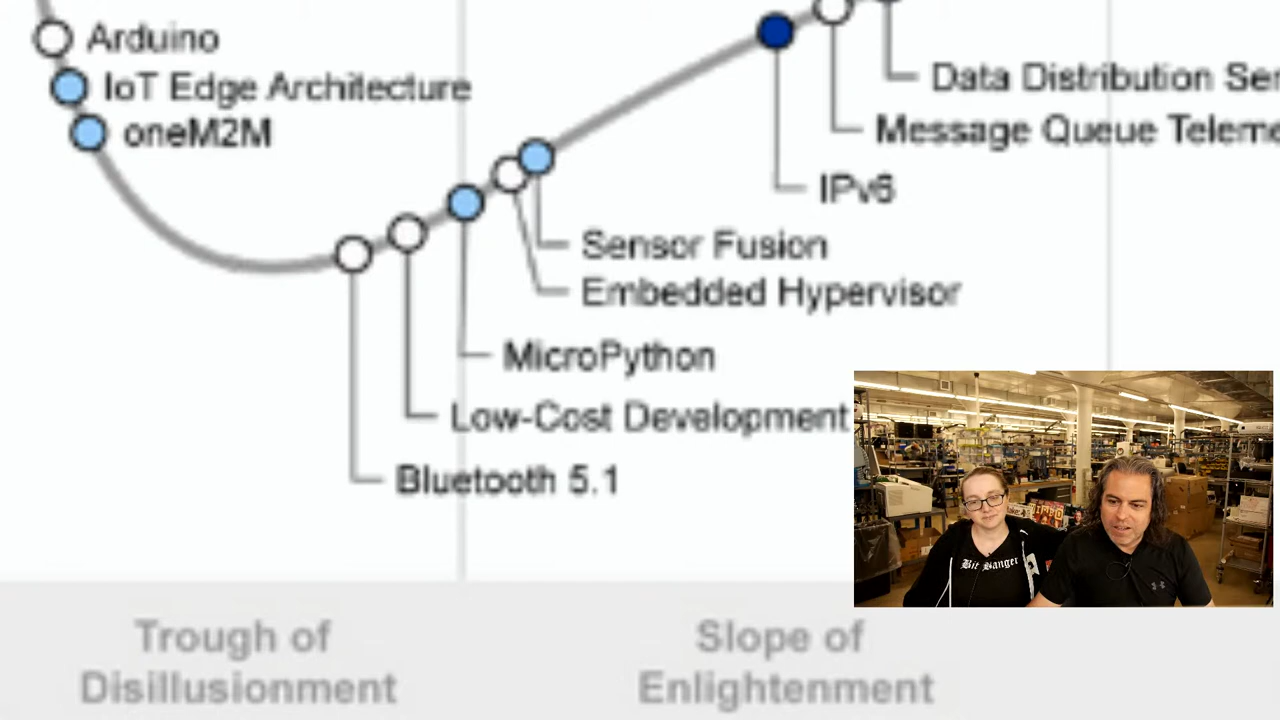 Arduino
IoT Edge Architecture
oneM2M
Data Distribution Ser
Message Queue Teleme
IPv6
Sensor Fusion
Embedded Hypervisor
MicroPython
Low-Cost Development
Bluetooth 5.1
Bit Banger
Trough of
Disillusionment
Slope of
Enlightenment